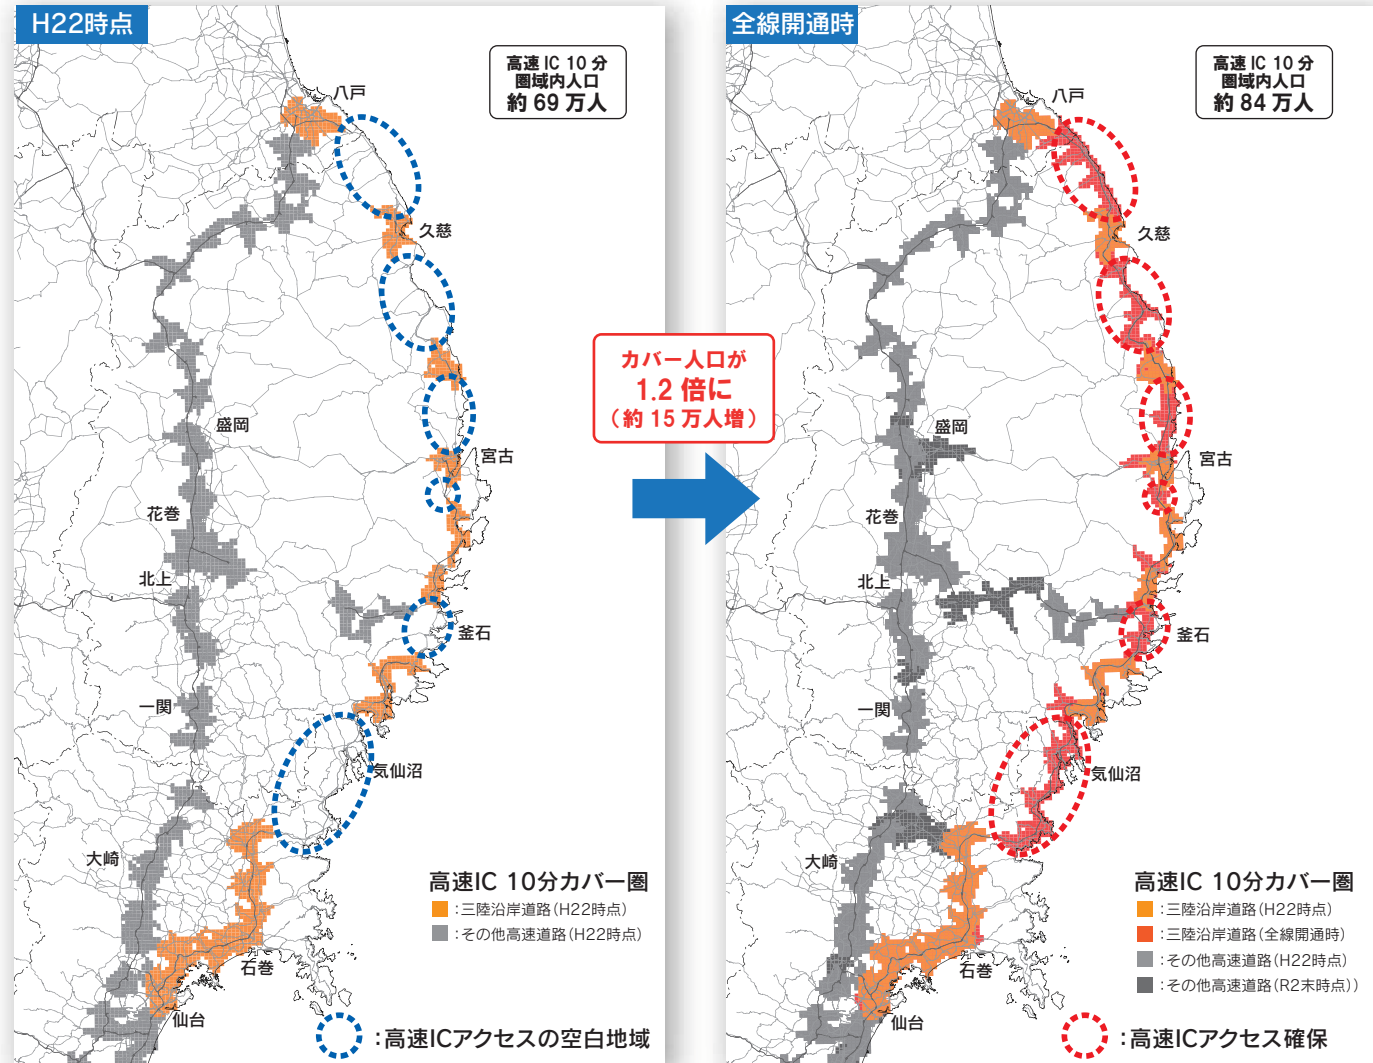 H22時点
高速 IC 10 分
圏域内人口
約 69 万人
八戸
久慈
盛岡
宮古
花巻
北上
釜石
一関
気仙沼
大崎
石巻
仙台
高速IC 10分カバー圏
:三陸沿岸道路(H22時点)
:その他高速道路(H22時点)
:高速ICアクセスの空白地域
カバー人口が
1.2 倍に
(約 15 万人増)
全線開通時
高速 IC 10 分
圏域内人口
約 84 万人
八戸
久慈
盛岡
宮古
花巻
北上
釜石
一関
気仙沼
大崎
石巻
仙台
高速IC 10分カバー圏
:三陸沿岸道路(H22時点)
:三陸沿岸道路(全線開通時)
:その他高速道路(H22時点)
:その他高速道路(R2末時点))
:高速ICアクセス確保